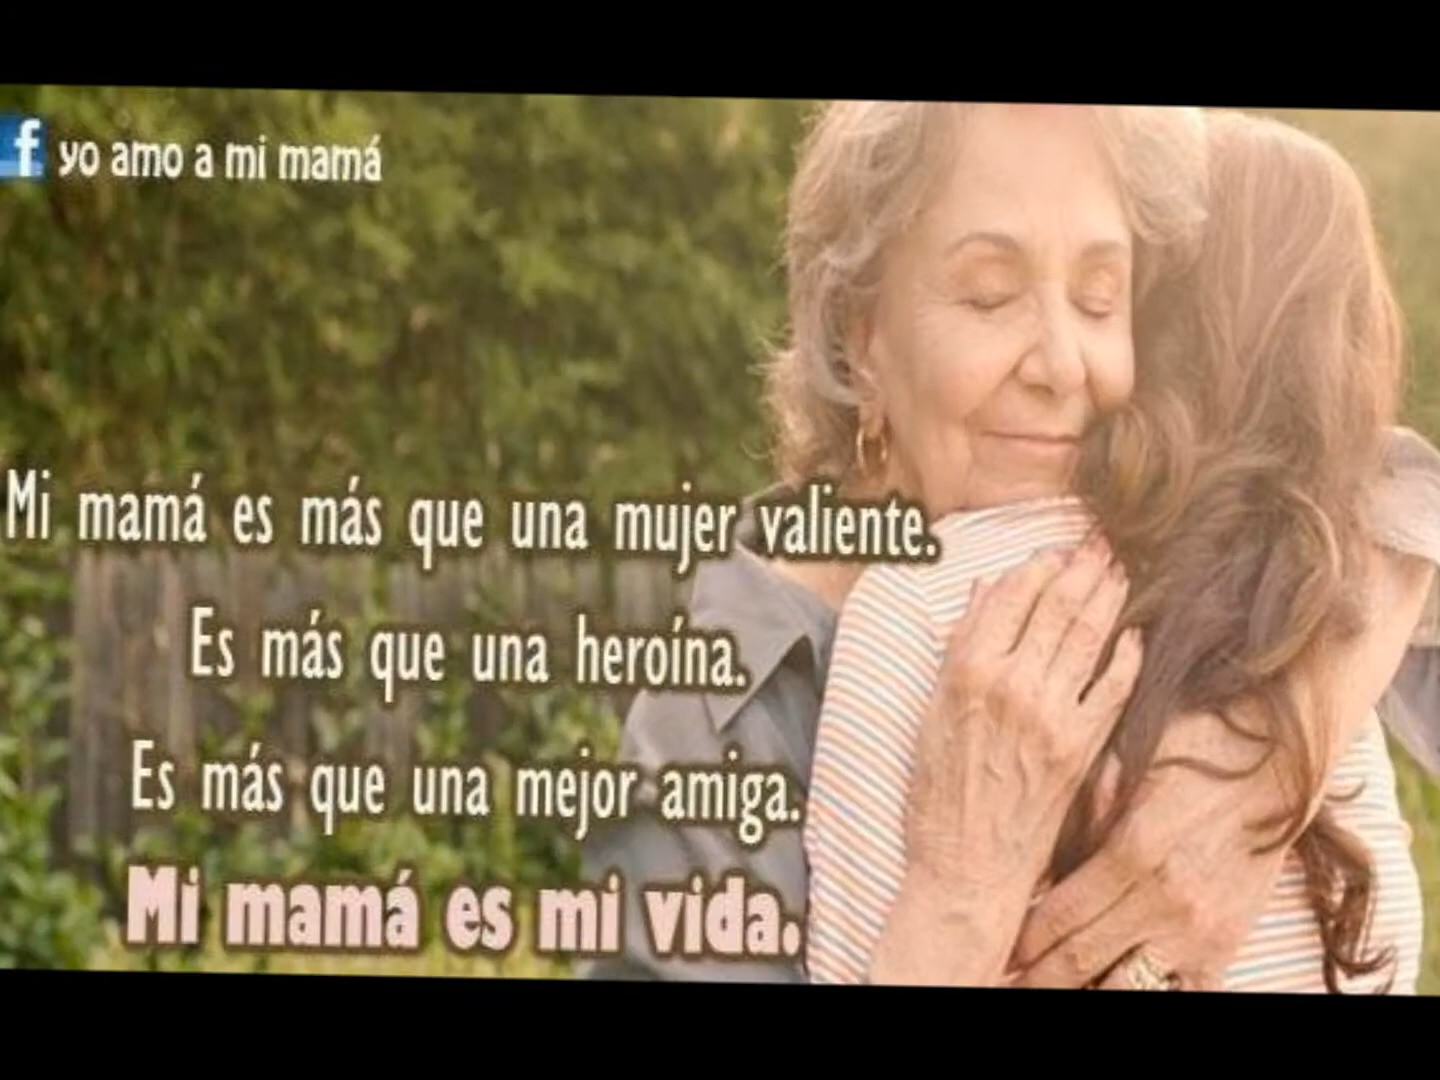 yo amo a mi mamá
Mi mamá es más que una mujer valiente.
Es más que una heroína.
Es más que una mejor amiga.
Mi mamá es mi vida.